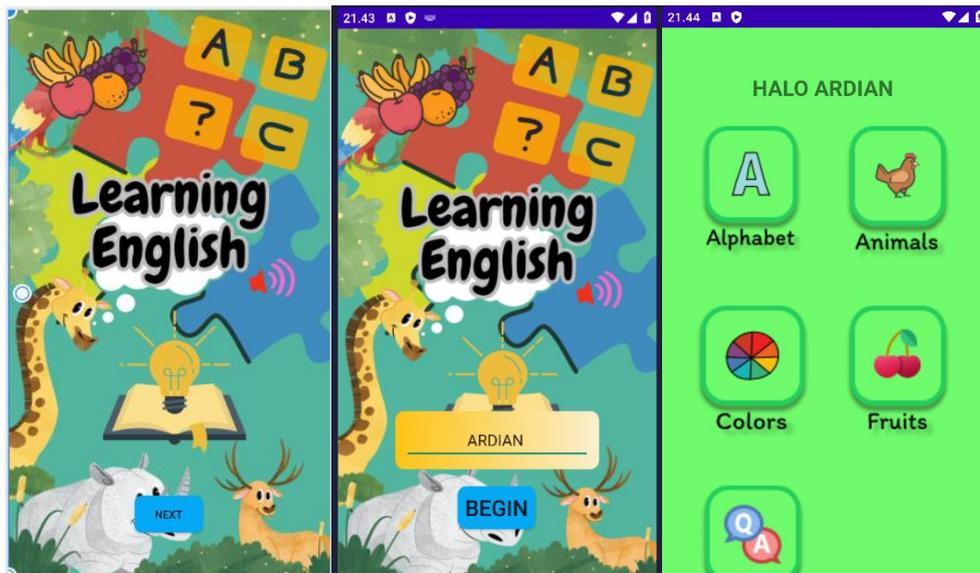 A
B
?
C
Learning
English
NEXT
21.43
A
A
B
?
C
Learning
English
ARDIAN
BEGIN
21.44
A
HALO ARDIAN
A
Alphabet
Animals
Colors
Fruits
Q
A